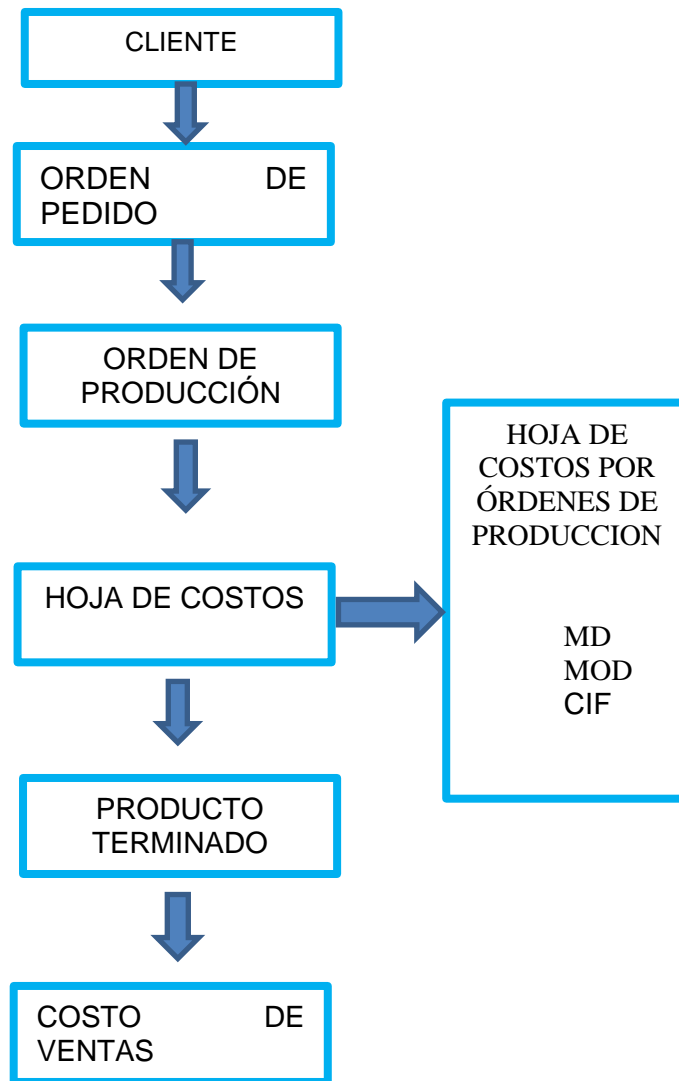 CLIENTE
ORDEN DE
PEDIDO
ORDEN DE
PRODUCCIÓN
HOJA DE COSTOS
HOJA DE
COSTOS POR
ÓRDENES DE
PRODUCCION
MD
MOD
CIF
PRODUCTO
TERMINADO
COSTO DE
VENTAS